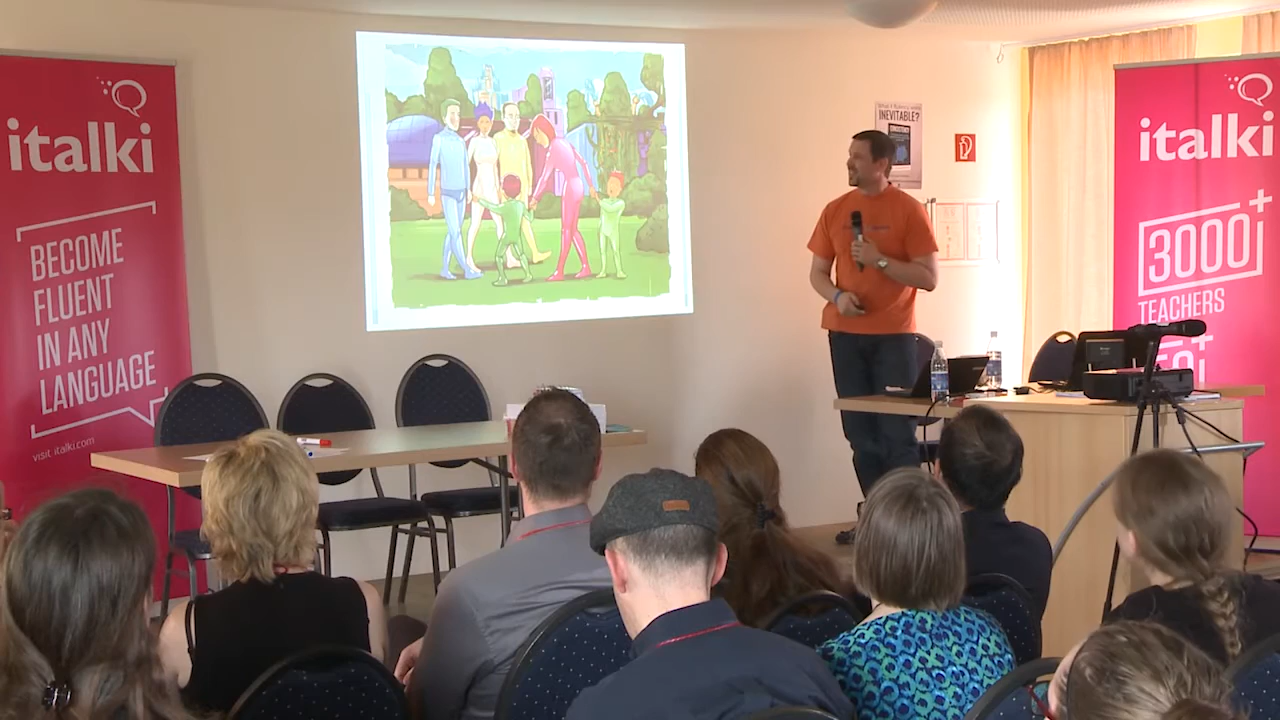 italki
BECOME
FLUENT
IN ANY
LANGUAGE
visit italki.com
INEVITABLE?
italki
3000+
TEACHERS